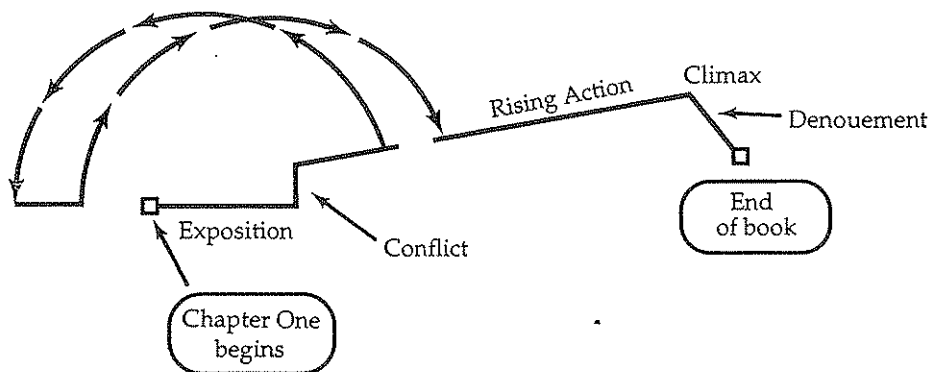 Climax
Rising Action
Denouement
End
of book
Exposition
Conflict
Chapter One
begins